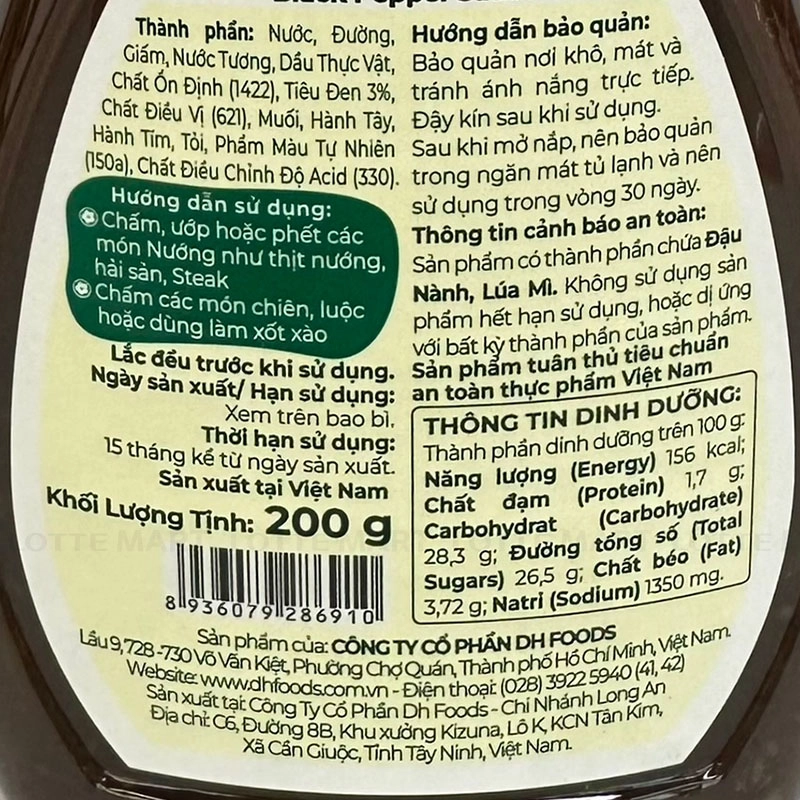 Black Pepper
Thành phần: Nước, Đường,
Giấm, Nước Tương, Dầu Thực Vật,
Chất Ổn Định (1422), Tiêu Đen 3%,
Chất Điều Vị (621), Muối, Hành Tây,
Hành Tím, Tỏi, Phẩm Màu Tự Nhiên
(150a), Chất Điều Chỉnh Độ Acid (330).
Hướng dẫn sử dụng:
Chấm, ướp hoặc phết các
món Nướng như thịt nướng,
hải sản, Steak
Chấm các món chiên, luộc
hoặc dùng làm xốt xào
Lắc đều trước khi sử dụng.
Ngày sản xuất/ Hạn sử dụng:
Xem trên bao bì.
Thời hạn sử dụng:
15 tháng kể từ ngày sản xuất.
Sản xuất tại Việt Nam
Khối Lượng Tịnh: 200 g
8 936079 286910
Hướng dẫn bảo quản:
Bảo quản nơi khô, mát và
tránh ánh nắng trực tiếp.
Đậy kín sau khi sử dụng.
Sau khi mở nắp, nên bảo quản
trong ngăn mát tủ lạnh và nên
sử dụng trong vòng 30 ngày.
Thông tin cảnh báo an toàn:
Sản phẩm có thành phần chứa Đậu
Nành, Lúa Mì. Không sử dụng sản
phẩm hết hạn sử dụng, hoặc dị ứng
với bất kỳ thành phần của sản phẩm.
Sản phẩm tuân thủ tiêu chuẩn
an toàn thực phẩm Việt Nam
THÔNG TIN DINH DƯỠNG:
Thành phần dinh dưỡng trên 100 g:
Năng lượng (Energy) 156 kcal;
Chất đạm (Protein) 1,7 g;
Carbohydrat (Carbohydrate)
28,3 g; Đường tổng số (Total
Sugars) 26,5 g; Chất béo (Fat)
3,72 g; Natri (Sodium) 1350 mg.
Sản phẩm của: CÔNG TY CỔ PHẦN DH FOODS
Lầu 9, 728-730 Võ Văn Kiệt, Phường Chợ Quán, Thành phố Hồ Chí Minh, Việt Nam.
Website: www.dhfoods.com.vn - Điện thoại: (028) 3922 5940 (41, 42)
Sản xuất tại: Công Ty Cổ Phần Dh Foods - Chi Nhánh Long An
Địa chỉ: C6, Đường 8B, Khu xưởng Kizuna, Lô K, KCN Tân Kim,
Xã Cần Giuộc, Tỉnh Tây Ninh, Việt Nam.